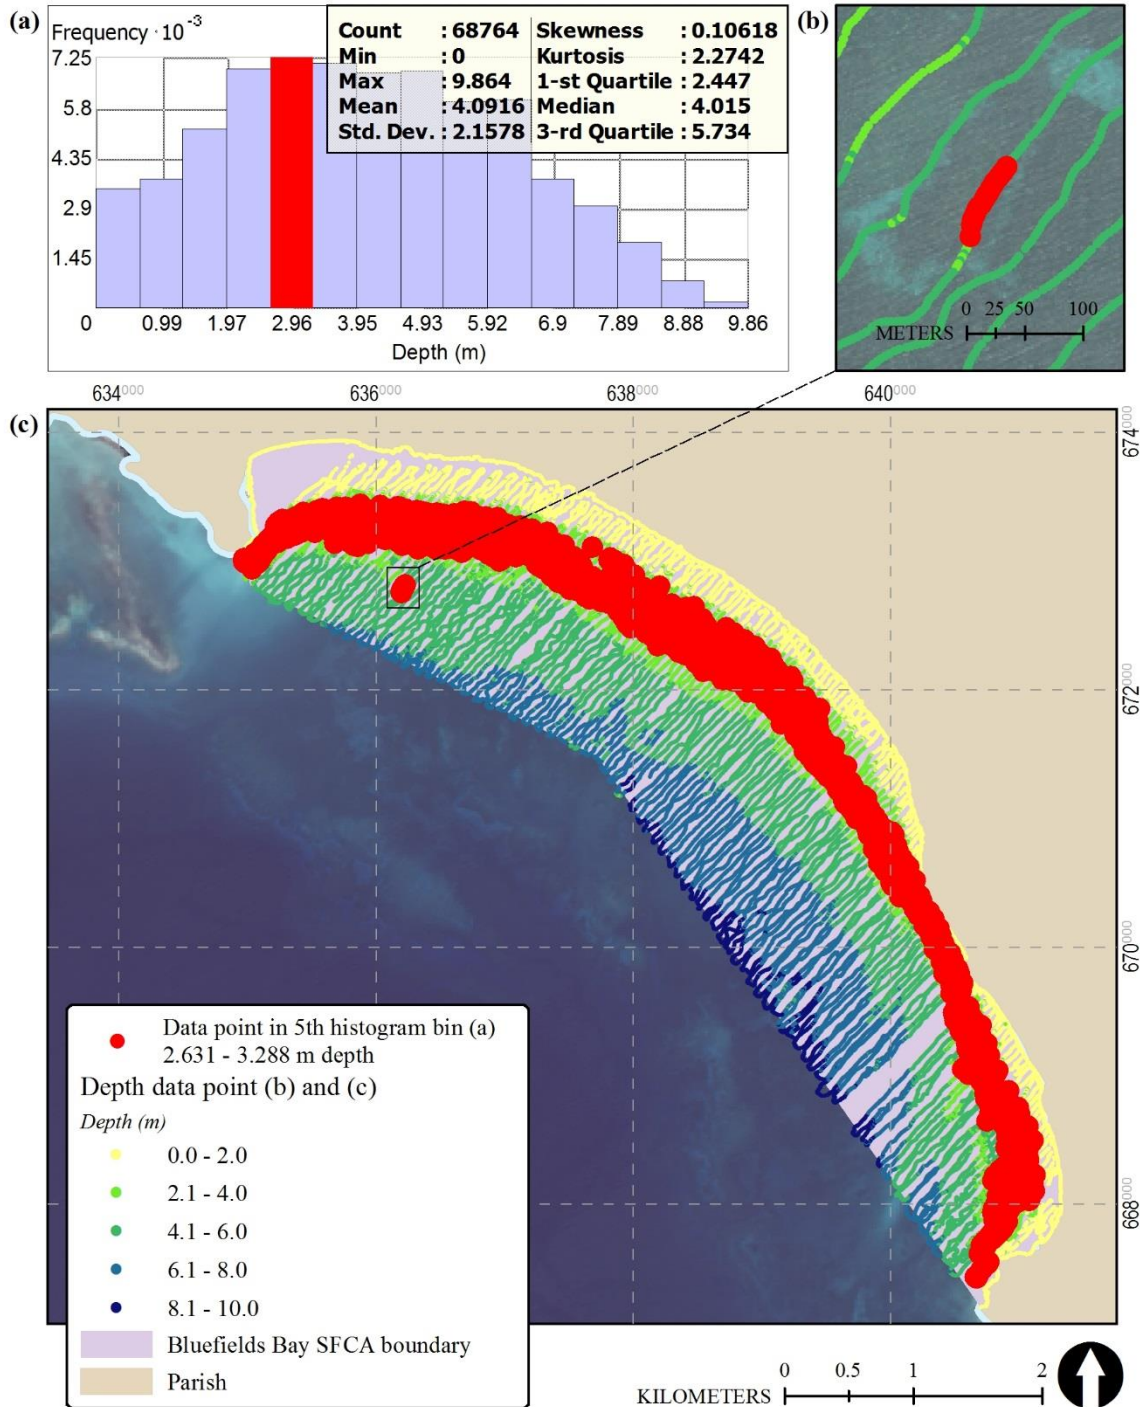 (a)
Frequency · 10⁻³
7.25
5.8
4.35
2.9
1.45
0 0.99 1.97 2.96 3.95 4.93 5.92 6.9 7.89 8.88 9.86
Depth (m)
Count : 68764 Skewness : 0.10618
Min : 0 Kurtosis : 2.2742
Max : 9.864 1-st Quartile : 2.447
Mean : 4.0916 Median : 4.015
Std. Dev. : 2.1578 3-rd Quartile : 5.734
(b)
0 25 50 100
METERS
(c)
634⁰⁰⁰ 636⁰⁰⁰ 638⁰⁰⁰ 640⁰⁰⁰
674⁰⁰⁰
672⁰⁰⁰
670⁰⁰⁰
668⁰⁰⁰
Data point in 5th histogram bin (a)
2.631 - 3.288 m depth
Depth data point (b) and (c)
Depth (m)
0.0 - 2.0
2.1 - 4.0
4.1 - 6.0
6.1 - 8.0
8.1 - 10.0
Bluefields Bay SFCA boundary
Parish
0 0.5 1 2
KILOMETERS